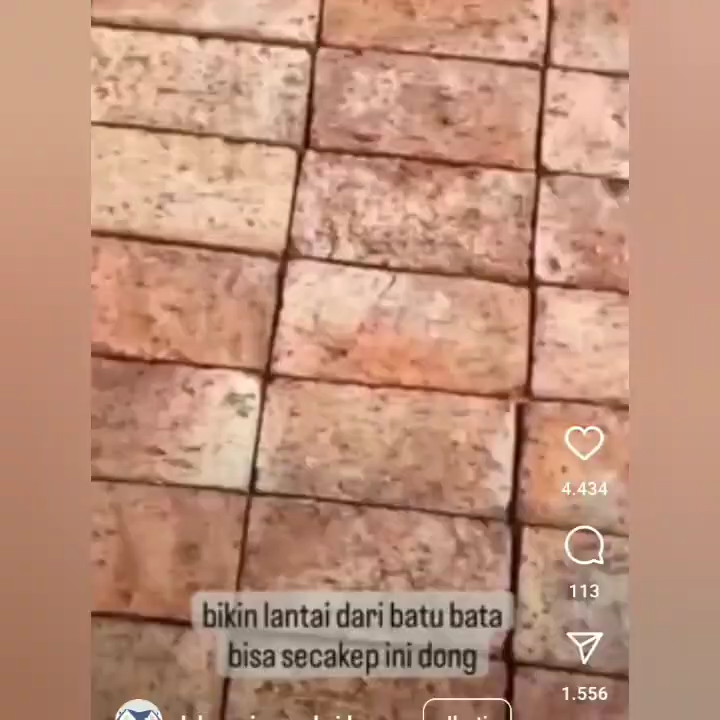 bikin lantai dari batu bata
bisa secakep ini dong
4.434
113
1.556